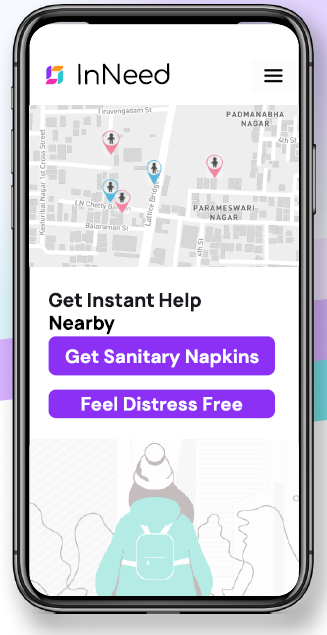 InNeed
Tiruvengadam St
PADMANABHA
NAGAR
4th St
Kasturibai Nagar, 1st Cross Street
Lattice Bridge
LN Chetty Garden
PARAMESWARI
NAGAR
Balaraman St
4th St
Get Instant Help
Nearby
Get Sanitary Napkins
Feel Distress Free